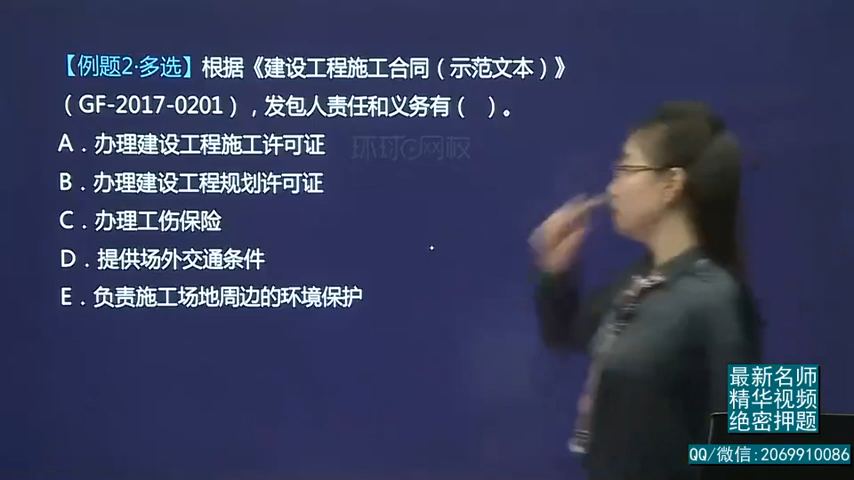 【例题2·多选】根据《建设工程施工合同（示范文本）》
（GF-2017-0201），发包人责任和义务有（ ）。
A．办理建设工程施工许可证
B．办理建设工程规划许可证
C．办理工伤保险
D．提供场外交通条件
E．负责施工场地周边的环境保护
环球网校
最新名师
精华视频
绝密押题
QQ/微信:2069910086